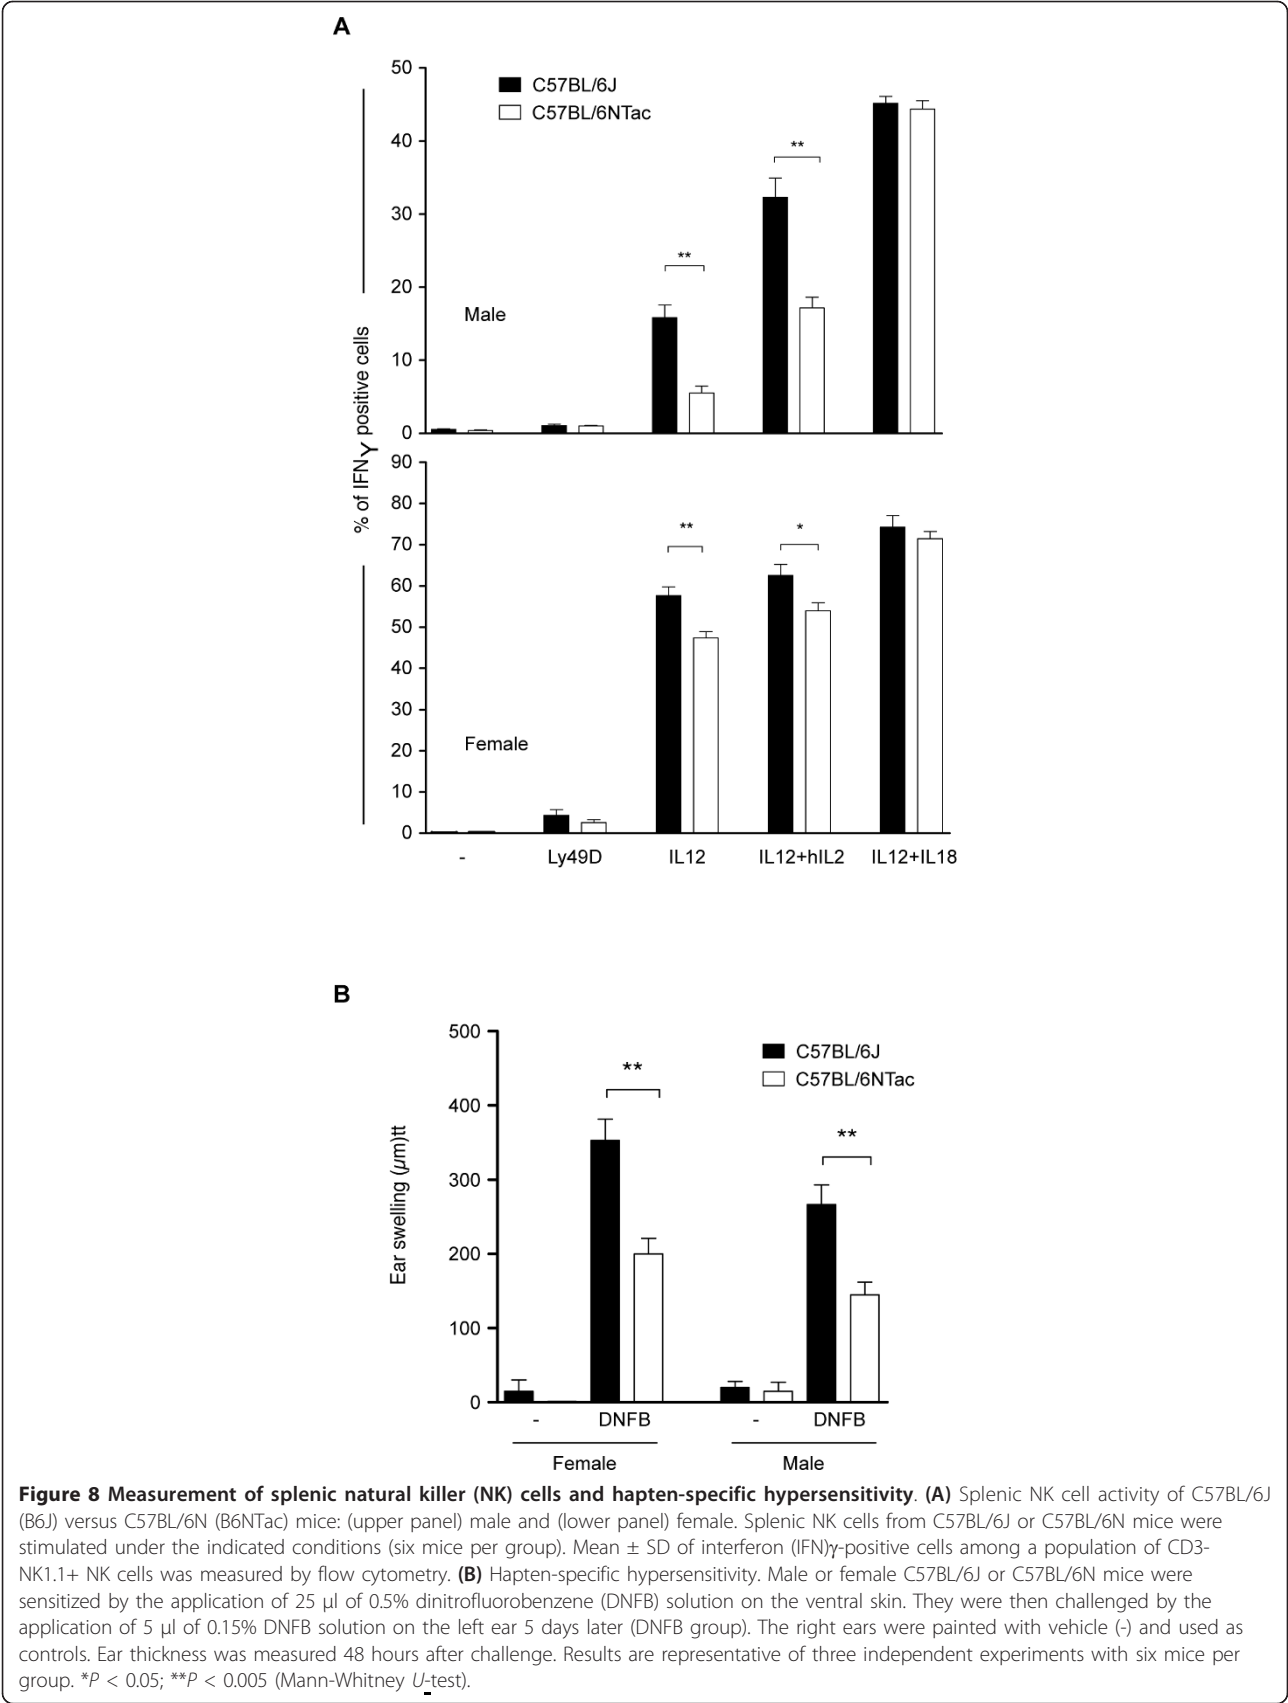 A
50
C57BL/6J
C57BL/6NTac
40
**
30
**
20
Male
10
0
% of IFNγ positive cells
90
80
**
*
70
60
50
40
30
20
Female
10
0
- Ly49D IL12 IL12+hIL2 IL12+IL18
B
500
C57BL/6J
**
C57BL/6NTac
400
**
300
Ear swelling (µm)tt
200
100
0
- DNFB - DNFB
Female Male
Figure 8 Measurement of splenic natural killer (NK) cells and hapten-specific hypersensitivity. (A) Splenic NK cell activity of C57BL/6J
(B6J) versus C57BL/6N (B6NTac) mice: (upper panel) male and (lower panel) female. Splenic NK cells from C57BL/6J or C57BL/6N mice were
stimulated under the indicated conditions (six mice per group). Mean ± SD of interferon (IFN)γ-positive cells among a population of CD3-
NK1.1+ NK cells was measured by flow cytometry. (B) Hapten-specific hypersensitivity. Male or female C57BL/6J or C57BL/6N mice were
sensitized by the application of 25 µl of 0.5% dinitrofluorobenzene (DNFB) solution on the ventral skin. They were then challenged by the
application of 5 µl of 0.15% DNFB solution on the left ear 5 days later (DNFB group). The right ears were painted with vehicle (-) and used as
controls. Ear thickness was measured 48 hours after challenge. Results are representative of three independent experiments with six mice per
group. *P < 0.05; **P < 0.005 (Mann-Whitney U-test).